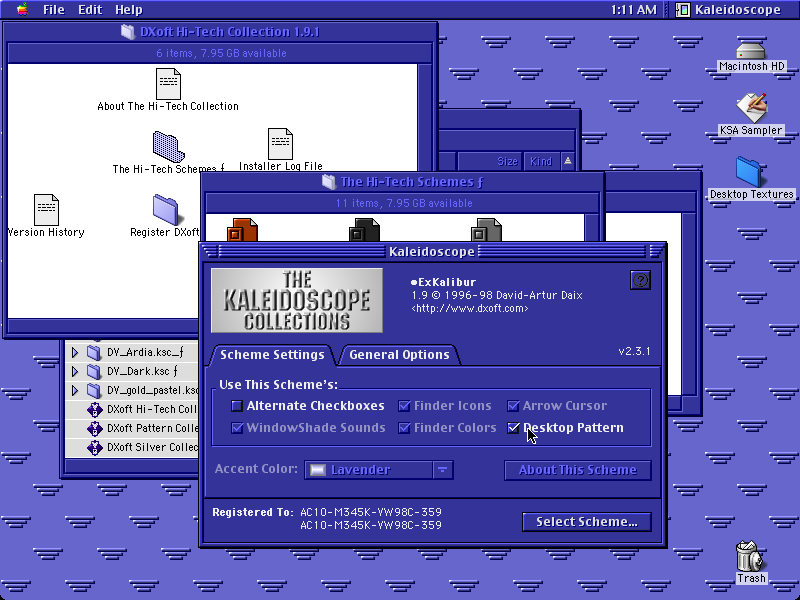 File Edit Help
1:11 AM
Kaleidoscope
DXoft Hi-Tech Collection 1.9.1
6 items, 7.95 GB available
About The Hi-Tech Collection
The Hi-Tech Schemes ƒ
Installer Log File
Version History
Register DXoft
Macintosh HD
KSA Sampler
Desktop Textures
Size
Kind
The Hi-Tech Schemes ƒ
11 items, 7.95 GB available
DV_Ardia.ksc_ƒ
DV_Dark.ksc ƒ
DV_gold_pastel.ksc
DXoft Hi-Tech Coll
DXoft Pattern Colle
DXoft Silver Collec
Kaleidoscope
THE
KALEIDOSCOPE
COLLECTIONS
•ExKalibur
1.9 © 1996-98 David-Artur Daix
<http://www.dxoft.com>
v2.3.1
Scheme Settings
General Options
Use This Scheme's:
Alternate Checkboxes
Finder Icons
Arrow Cursor
WindowShade Sounds
Finder Colors
Desktop Pattern
Accent Color:
Lavender
About This Scheme
Registered To: AC10-M345K-YW98C-359
AC10-M345K-YW98C-359
Select Scheme...
Trash